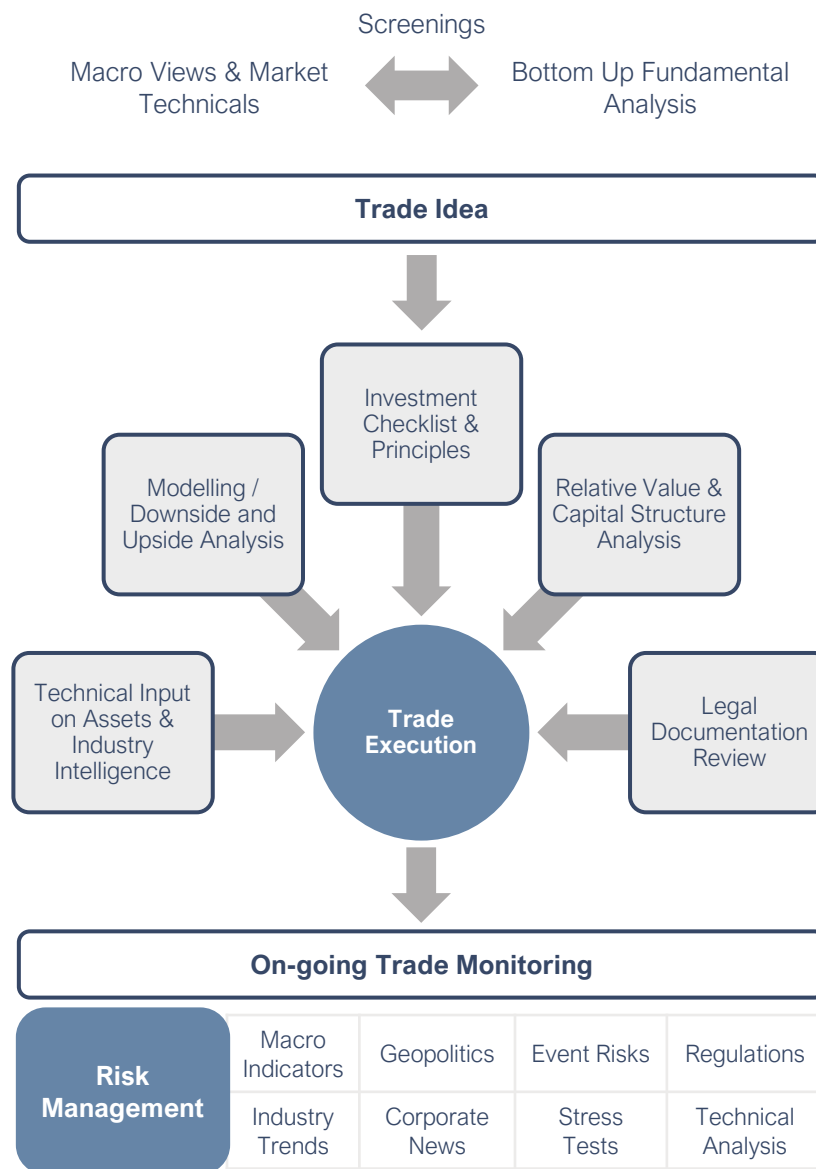 Screenings
Macro Views & Market
Technicals
Bottom Up Fundamental
Analysis
Trade Idea
Investment
Checklist &
Principles
Modelling /
Downside and
Upside Analysis
Relative Value &
Capital Structure
Analysis
Technical Input
on Assets &
Industry
Intelligence
Trade
Execution
Legal
Documentation
Review
On-going Trade Monitoring
Risk
Management
Macro
Indicators
Geopolitics
Event Risks
Regulations
Industry
Trends
Corporate
News
Stress
Tests
Technical
Analysis